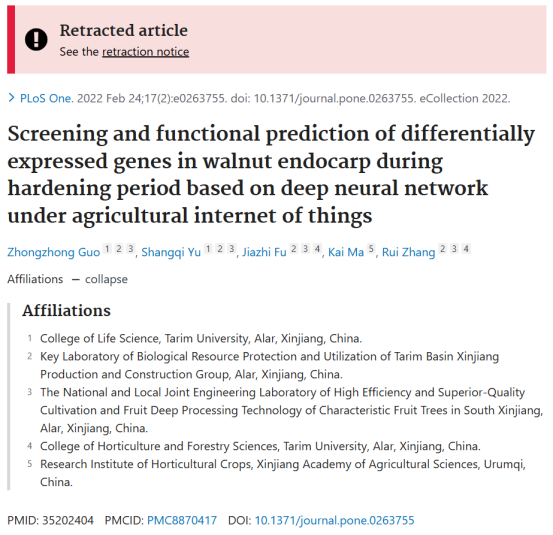 Retracted article
See the retraction notice
PLoS One. 2022 Feb 24;17(2):e0263755. doi: 10.1371/journal.pone.0263755. eCollection 2022.
Screening and functional prediction of differentially
expressed genes in walnut endocarp during
hardening period based on deep neural network
under agricultural internet of things
Zhongzhong Guo 1 2 3, Shangqi Yu 1 2 3, Jiazhi Fu 2 3 4, Kai Ma 5, Rui Zhang 2 3 4
Affiliations – collapse
Affiliations
1 College of Life Science, Tarim University, Alar, Xinjiang, China.
2 Key Laboratory of Biological Resource Protection and Utilization of Tarim Basin Xinjiang
Production and Construction Group, Alar, Xinjiang, China.
3 The National and Local Joint Engineering Laboratory of High Efficiency and Superior-Quality
Cultivation and Fruit Deep Processing Technology of Characteristic Fruit Trees in South Xinjiang,
Alar, Xinjiang, China.
4 College of Horticulture and Forestry Sciences, Tarim University, Alar, Xinjiang, China.
5 Research Institute of Horticultural Crops, Xinjiang Academy of Agricultural Sciences, Urumqi,
China.
PMID: 35202404 PMCID: PMC8870417 DOI: 10.1371/journal.pone.0263755